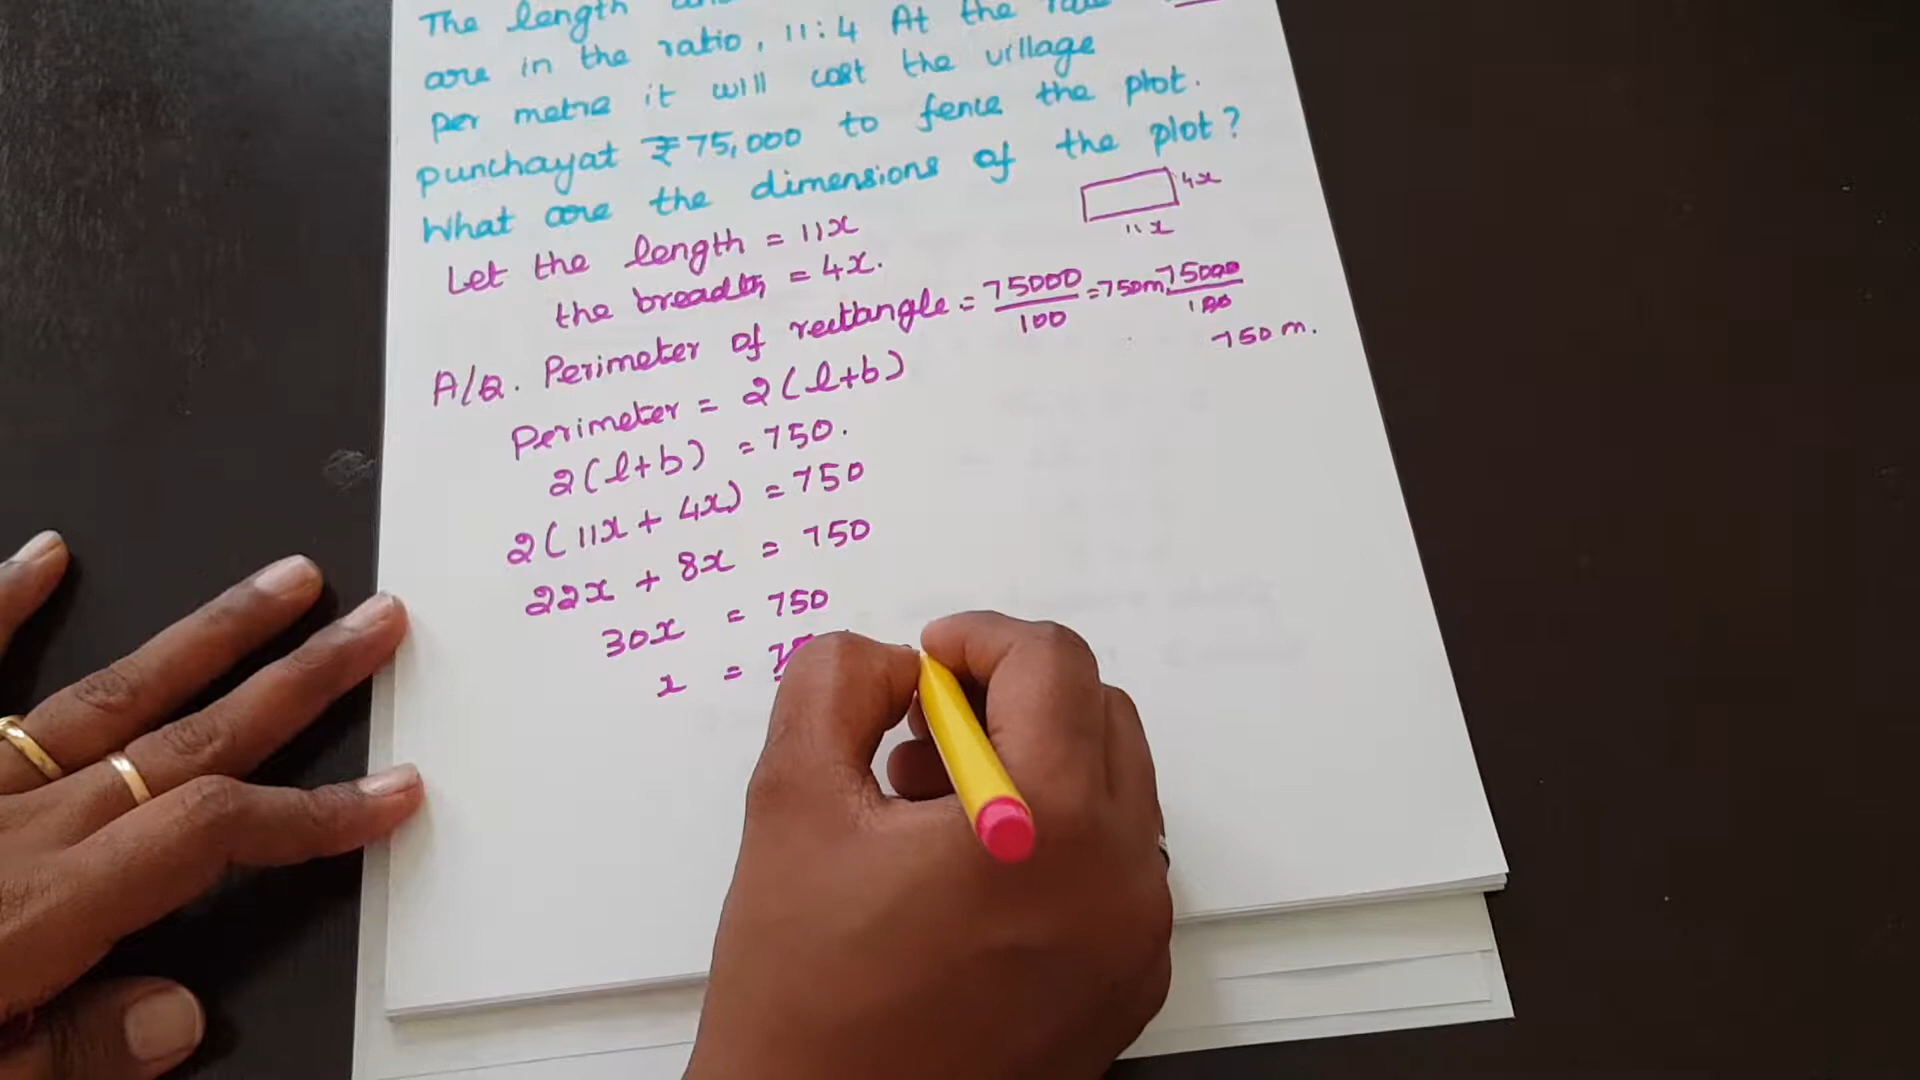 The length
are in the ratio, 11:4 At the
per metre it will cost the village
punchayat ₹75,000 to fence the plot.
What are the dimensions of the plot?
4x
11x
Let the length = 11x
the breadth = 4x.
A/Q. Perimeter of rectangle = 75000/100 = 750m.
75000/100
750 m.
Perimeter = 2(l+b)
2(l+b) = 750.
2(11x + 4x) = 750
22x + 8x = 750
30x = 750
x =